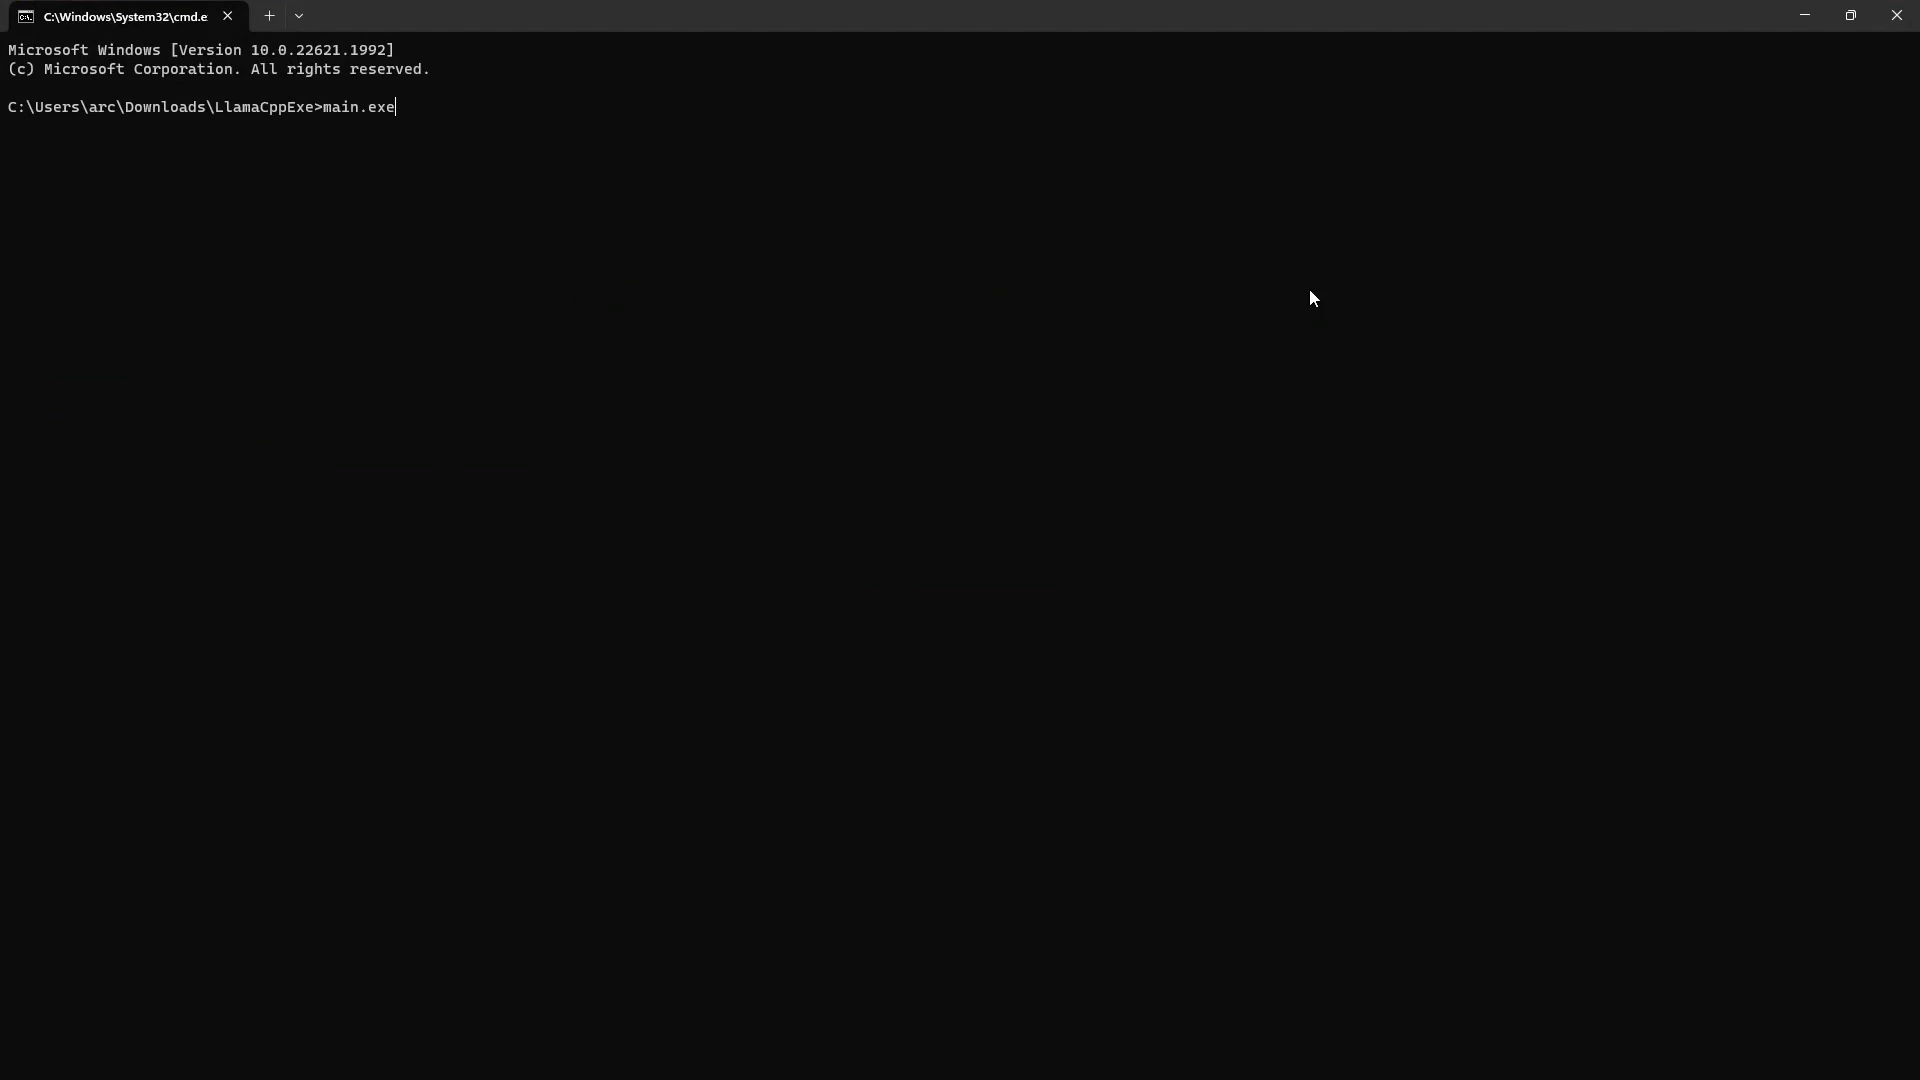 C:\Windows\System32\cmd.e
Microsoft Windows [Version 10.0.22621.1992]
(c) Microsoft Corporation. All rights reserved.
C:\Users\arc\Downloads\LlamaCppExe>main.exe